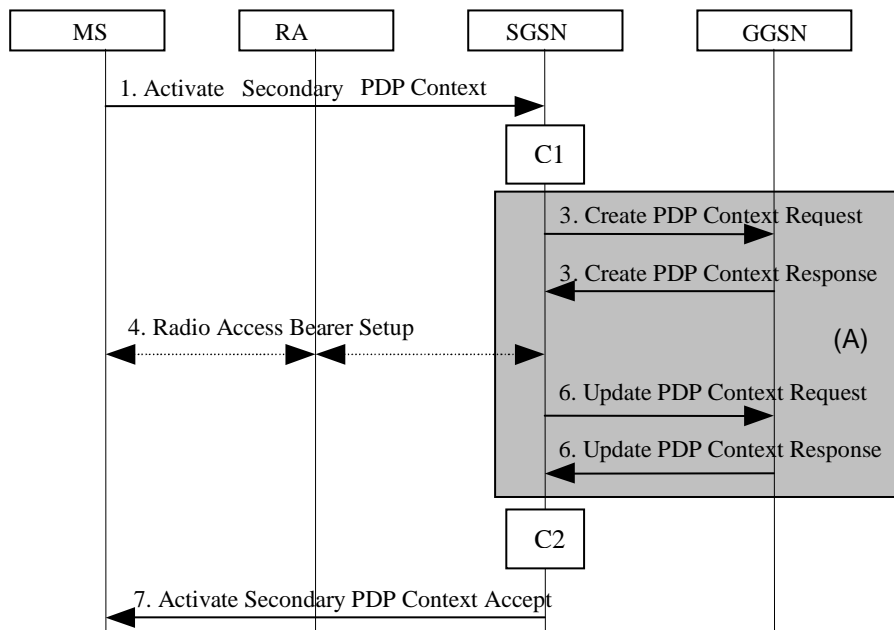 MS RA SGSN GGSN
1. Activate Secondary PDP Context
C1
3. Create PDP Context Request
3. Create PDP Context Response
4. Radio Access Bearer Setup
(A)
6. Update PDP Context Request
6. Update PDP Context Response
C2
7. Activate Secondary PDP Context Accept